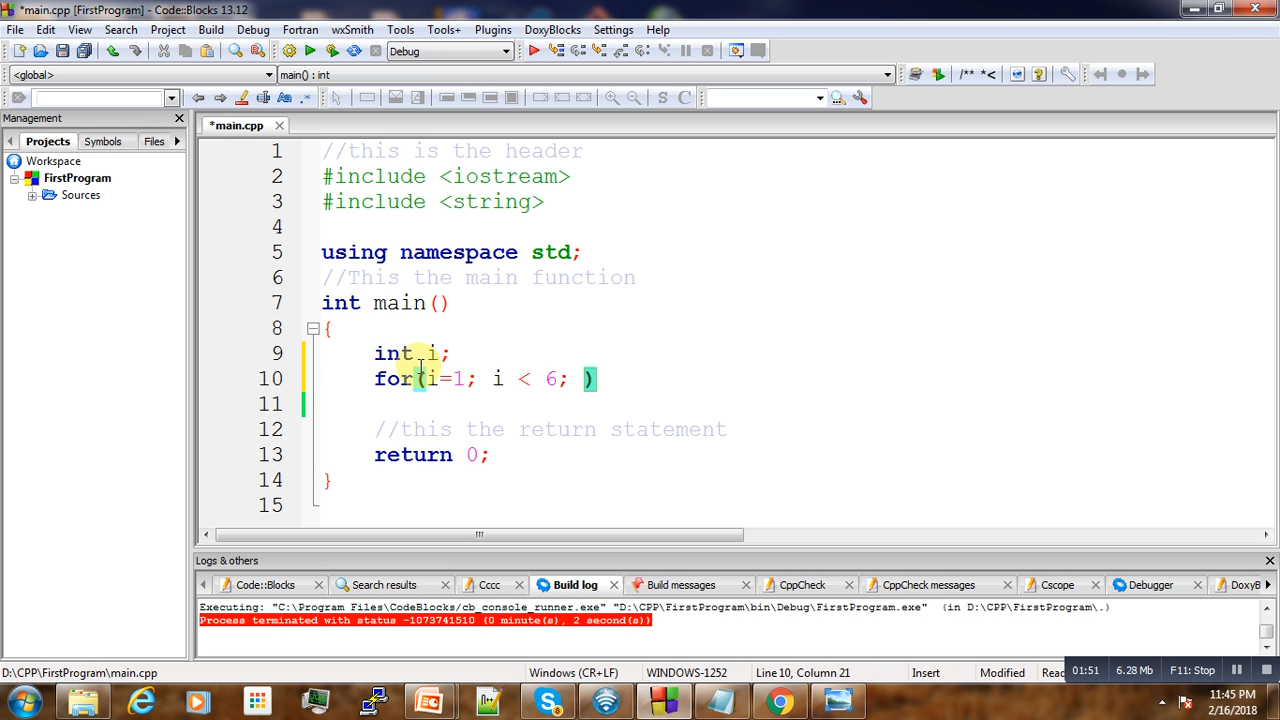 *main.cpp [FirstProgram] - Code::Blocks 13.12
File Edit View Search Project Build Debug Fortran wxSmith Tools Tools+ Plugins DoxyBlocks Settings Help
Debug
<global> main() : int /** *<
Management
*main.cpp
Projects Symbols Files
Workspace
FirstProgram
Sources
1 //this is the header
2 #include <iostream>
3 #include <string>
4
5 using namespace std;
6 //This the main function
7 int main()
8 {
9 int i;
10 for(i=1; i < 6; )
11
12 //this the return statement
13 return 0;
14 }
15
Logs & others
Code::Blocks Search results Cccc Build log Build messages CppCheck CppCheck messages Cscope Debugger DoxyB
Executing: "C:\Program Files\CodeBlocks/cb_console_runner.exe" "D:\CPP\FirstProgram\bin\Debug\FirstProgram.exe"  (in D:\CPP\FirstProgram\.)
Process terminated with status -1073741510 (0 minute(s), 2 second(s))
D:\CPP\FirstProgram\main.cpp Windows (CR+LF) WINDOWS-1252 Line 10, Column 21 Insert Modified Read
01:51 6.28 Mb F11: Stop
11:45 PM
2/16/2018